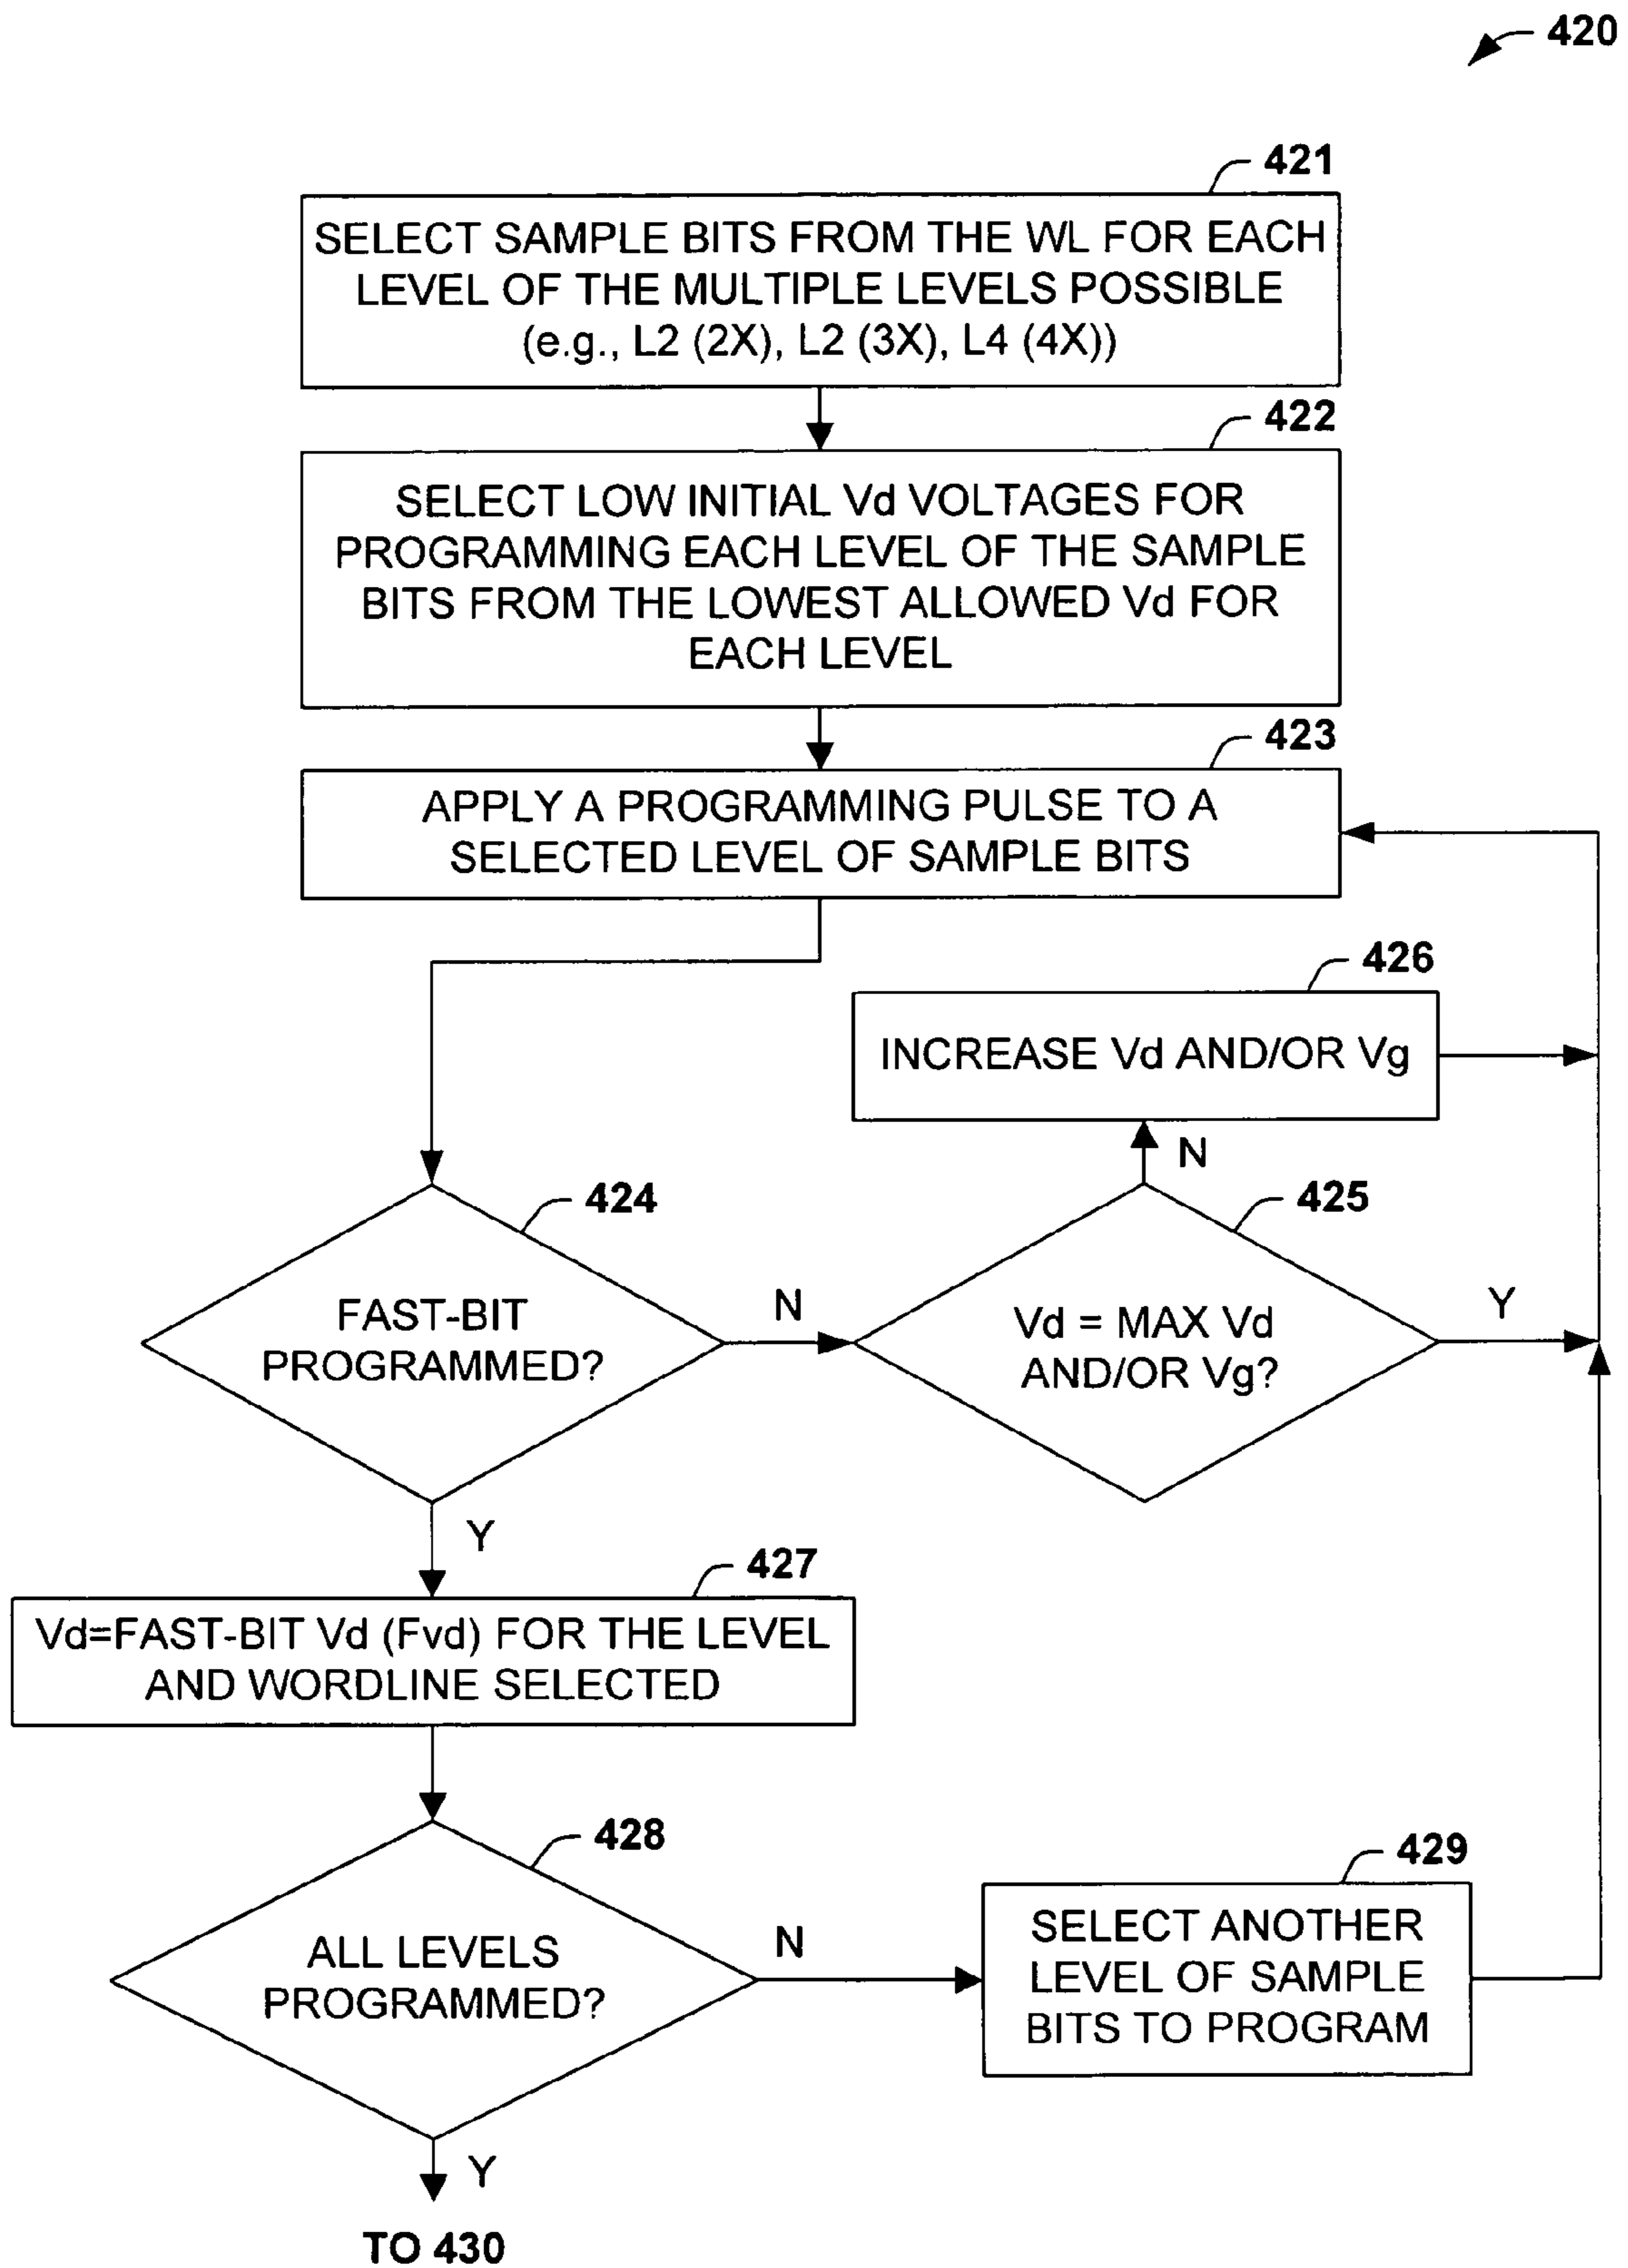 420
421
SELECT SAMPLE BITS FROM THE WL FOR EACH
LEVEL OF THE MULTIPLE LEVELS POSSIBLE
(e.g., L2 (2X), L2 (3X), L4 (4X))
422
SELECT LOW INITIAL Vd VOLTAGES FOR
PROGRAMMING EACH LEVEL OF THE SAMPLE
BITS FROM THE LOWEST ALLOWED Vd FOR
EACH LEVEL
423
APPLY A PROGRAMMING PULSE TO A
SELECTED LEVEL OF SAMPLE BITS
426
INCREASE Vd AND/OR Vg
N
424
FAST-BIT
PROGRAMMED?
N
425
Vd = MAX Vd
AND/OR Vg?
Y
Y
427
Vd=FAST-BIT Vd (Fvd) FOR THE LEVEL
AND WORDLINE SELECTED
428
ALL LEVELS
PROGRAMMED?
N
429
SELECT ANOTHER
LEVEL OF SAMPLE
BITS TO PROGRAM
Y
TO 430